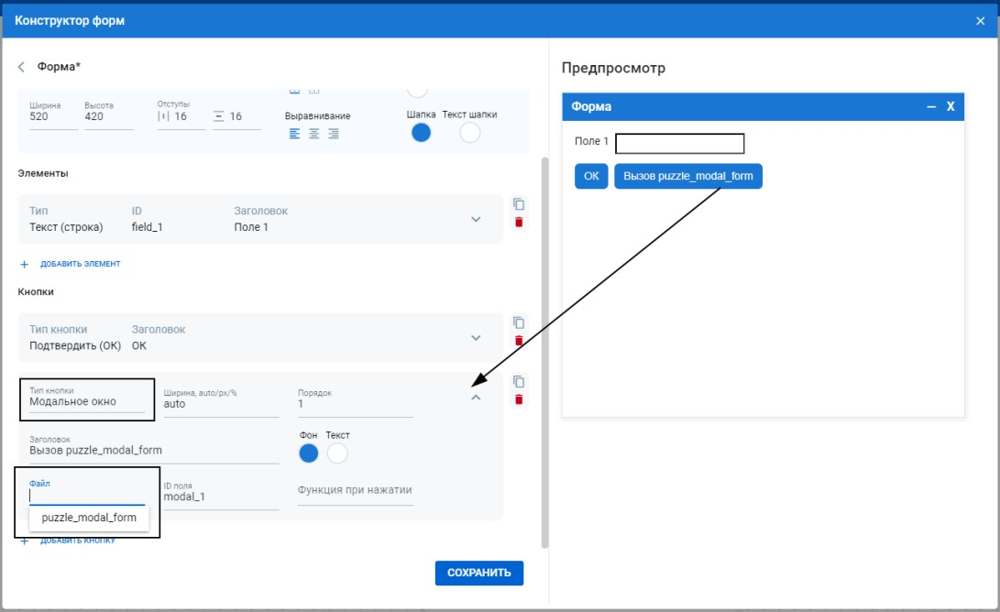 Конструктор форм
Форма*
Ширина Высота Отступы
520 420 16 16
Выравнивание
Шапка Текст шапки
Элементы
Тип ID Заголовок
Текст (строка) field_1 Поле 1
+ ДОБАВИТЬ ЭЛЕМЕНТ
Кнопки
Тип кнопки Заголовок
Подтвердить (ОК) ОК
Тип кнопки Ширина, auto/px/% Порядок
Модальное окно auto 1
Заголовок Фон Текст
Вызов puzzle_modal_form
Файл ID поля Функция при нажатии
modal_1
puzzle_modal_form
+ ДОБАВИТЬ КНОПКУ
СОХРАНИТЬ
Предпросмотр
Форма – X
Поле 1
ОК Вызов puzzle_modal_form